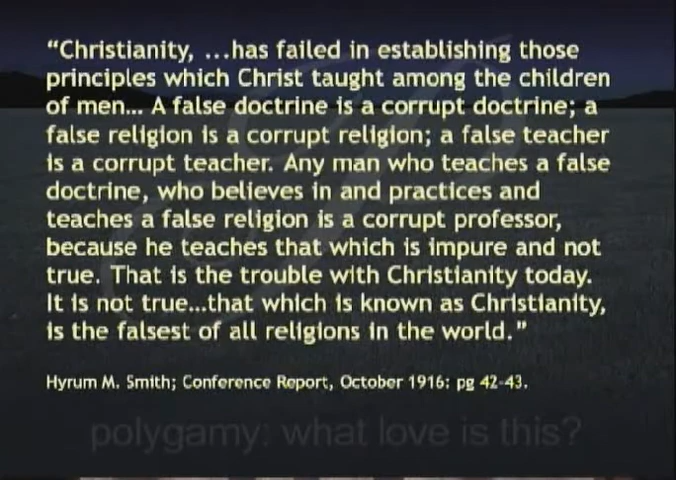 “Christianity, ...has failed in establishing those
principles which Christ taught among the children
of men... A false doctrine is a corrupt doctrine; a
false religion is a corrupt religion; a false teacher
is a corrupt teacher. Any man who teaches a false
doctrine, who believes in and practices and
teaches a false religion is a corrupt professor,
because he teaches that which is impure and not
true. That is the trouble with Christianity today.
It is not true...that which is known as Christianity,
is the falsest of all religions in the world.”
Hyrum M. Smith; Conference Report, October 1916: pg 42-43.
polygamy: what love is this?